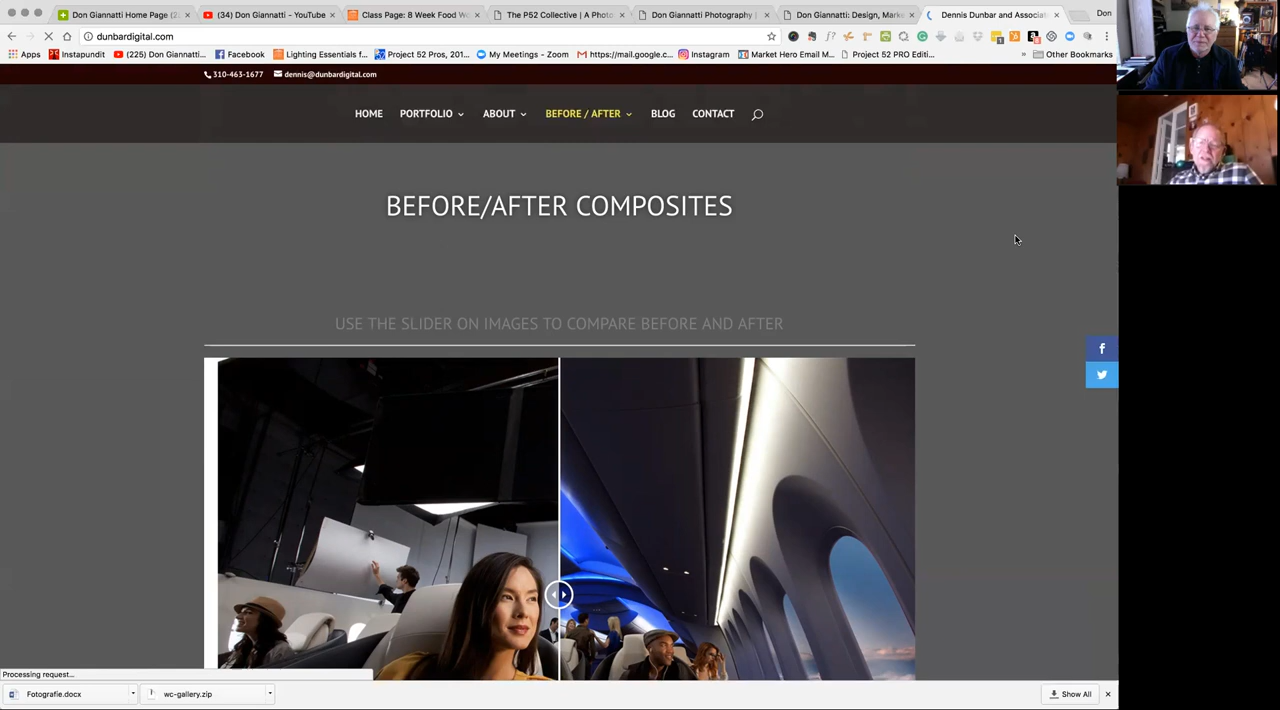 Don Giannatti Home Page (2
(34) Don Giannatti - YouTube
Class Page: 8 Week Food W
The P52 Collective | A Photo
Don Giannatti Photography |
Don Giannatti: Design, Marke
Dennis Dunbar and Associat
Don
dunbardigital.com
Apps
Instapundit
(225) Don Giannatti...
Facebook
Lighting Essentials f...
Project 52 Pros, 201...
My Meetings - Zoom
https://mail.google.c...
Instagram
Market Hero Email M...
Project 52 PRO Editi...
»
Other Bookmarks
310-463-1677
dennis@dunbardigital.com
HOME
PORTFOLIO
ABOUT
BEFORE / AFTER
BLOG
CONTACT
BEFORE/AFTER COMPOSITES
USE THE SLIDER ON IMAGES TO COMPARE BEFORE AND AFTER
Processing request...
Fotografie.docx
wc-gallery.zip
Show All